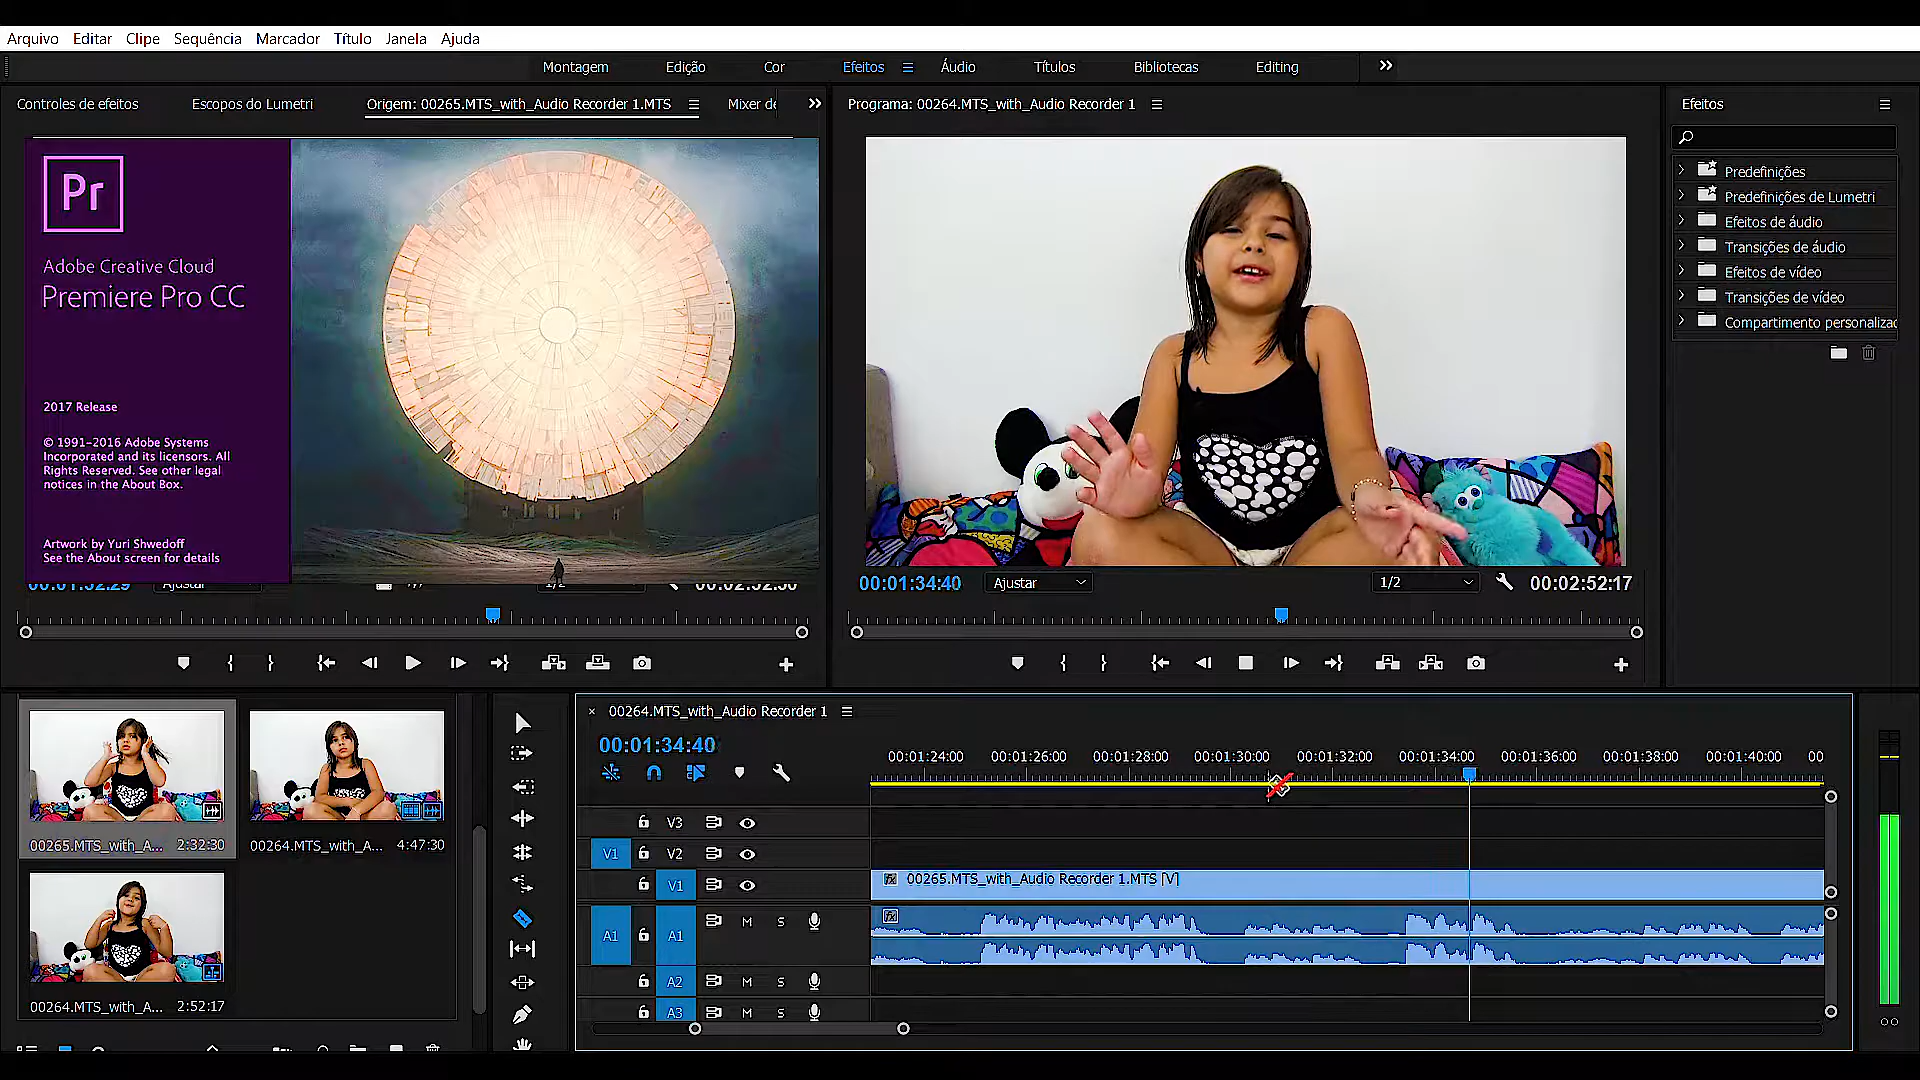 Arquivo Editar Clipe Sequência Marcador Título Janela Ajuda
Montagem Edição Cor Efeitos Áudio Títulos Bibliotecas Editing
Controles de efeitos Escopos do Lumetri Origem: 00265.MTS_with_Audio Recorder 1.MTS Mixer de
Programa: 00264.MTS_with_Audio Recorder 1
Efeitos
Pr
Adobe Creative Cloud
Premiere Pro CC
2017 Release
© 1991-2016 Adobe Systems
Incorporated and its licensors. All
Rights Reserved. See other legal
notices in the About Box.
Artwork by Yuri Shwedoff
See the About screen for details
Predefinições
Predefinições de Lumetri
Efeitos de áudio
Transições de áudio
Efeitos de vídeo
Transições de vídeo
Compartimento personalizad
00:01:52:29 Ajustar 1/2 00:02:32:30
00:01:34:40 Ajustar 1/2 00:02:52:17
00265.MTS_with_A... 2:32:30
00264.MTS_with_A... 4:47:30
00264.MTS_with_A... 2:52:17
× 00264.MTS_with_Audio Recorder 1
00:01:34:40
00:01:24:00 00:01:26:00 00:01:28:00 00:01:30:00 00:01:32:00 00:01:34:00 00:01:36:00 00:01:38:00 00:01:40:00 00
V3
V1 V2
V1
fx 00265.MTS_with_Audio Recorder 1.MTS [V]
A1 A1 M S
fx
A2 M S
A3 M S